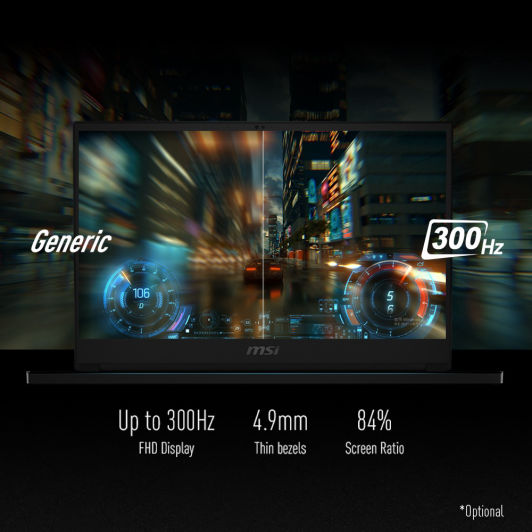 Generic
300Hz
106
D
5
6
msi
Up to 300Hz
FHD Display
4.9mm
Thin bezels
84%
Screen Ratio
*Optional